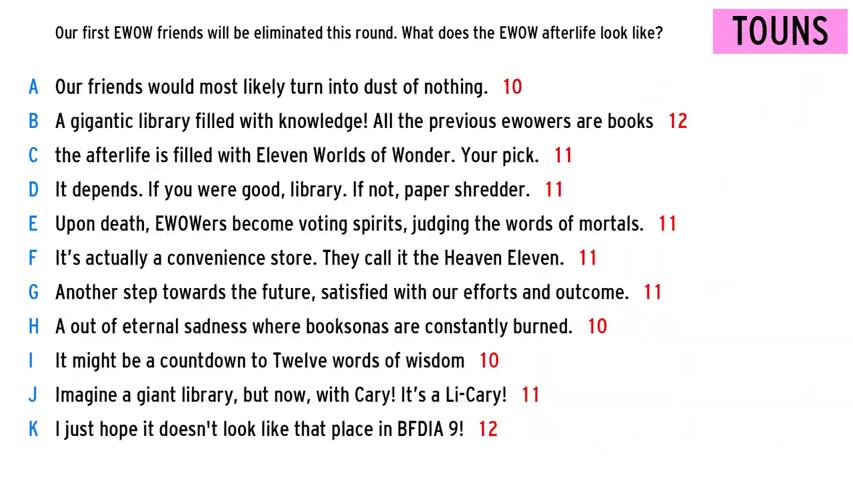 Our first EWOW friends will be eliminated this round. What does the EWOW afterlife look like?
TOUNS
A Our friends would most likely turn into dust of nothing. 10
B A gigantic library filled with knowledge! All the previous ewowers are books 12
C the afterlife is filled with Eleven Worlds of Wonder. Your pick. 11
D It depends. If you were good, library. If not, paper shredder. 11
E Upon death, EWOWers become voting spirits, judging the words of mortals. 11
F It's actually a convenience store. They call it the Heaven Eleven. 11
G Another step towards the future, satisfied with our efforts and outcome. 11
H A out of eternal sadness where booksonas are constantly burned. 10
I It might be a countdown to Twelve words of wisdom 10
J Imagine a giant library, but now, with Cary! It's a Li-Cary! 11
K I just hope it doesn't look like that place in BFDIA 9! 12